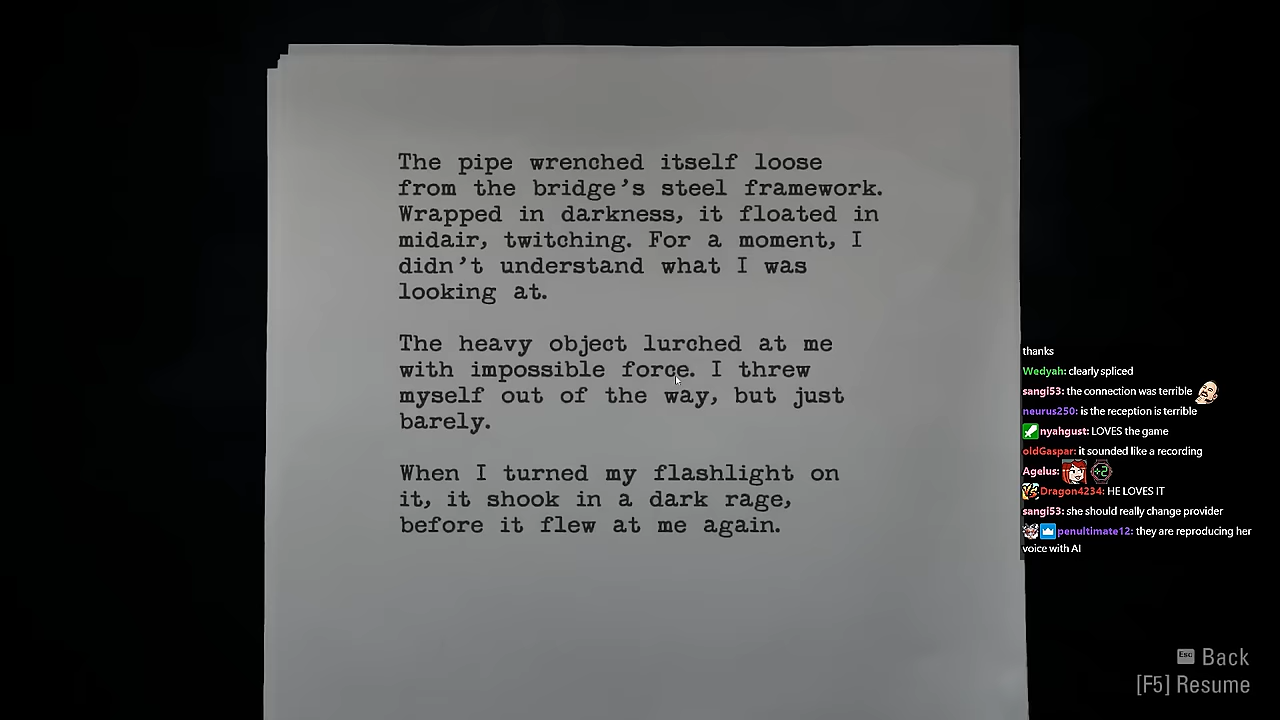 The pipe wrenched itself loose
from the bridge's steel framework.
Wrapped in darkness, it floated in
midair, twitching. For a moment, I
didn't understand what I was
looking at.
The heavy object lurched at me
with impossible force. I threw
myself out of the way, but just
barely.
When I turned my flashlight on
it, it shook in a dark rage,
before it flew at me again.
thanks
Wedyah: clearly spliced
sangi53: the connection was terrible
neurus250: is the reception is terrible
nyahgust: LOVES the game
oldGaspar: it sounded like a recording
Agelus: +2
Dragon4234: HE LOVES IT
sangi53: she should really change provider
penultimate12: they are reproducing her
voice with AI
Esc Back
[F5] Resume